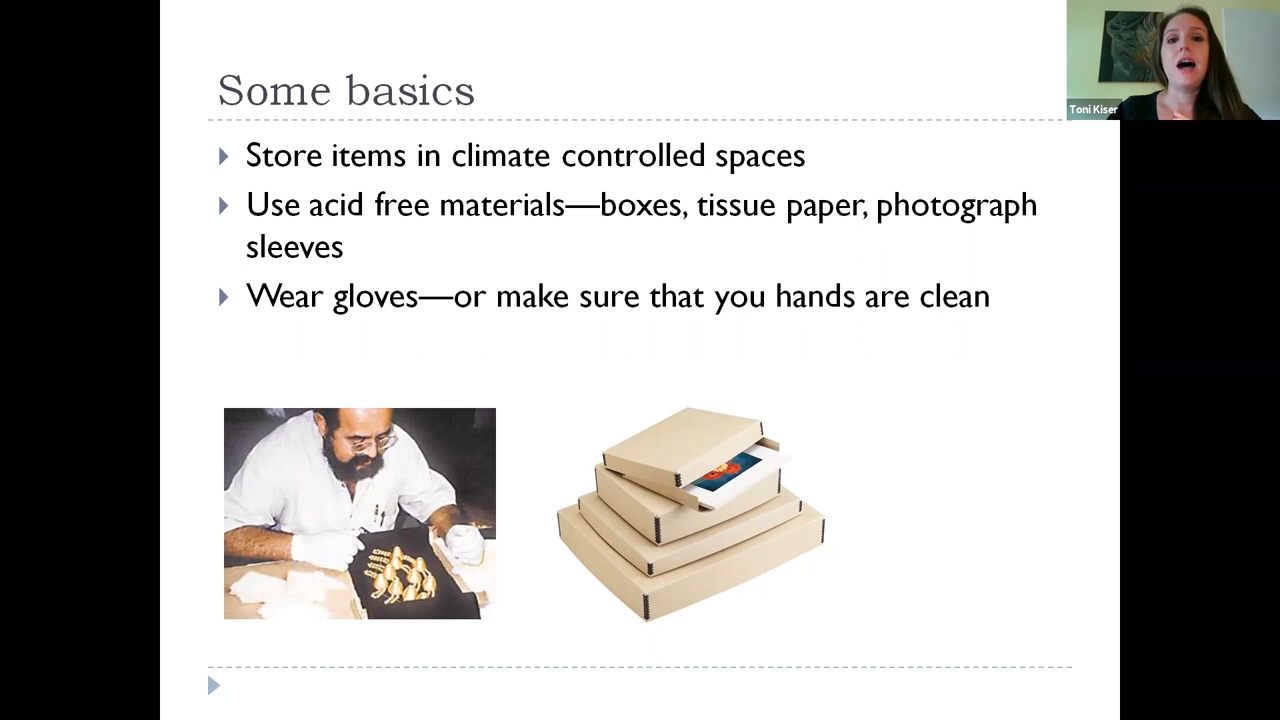 Some basics
Store items in climate controlled spaces
Use acid free materials—boxes, tissue paper, photograph
sleeves
Wear gloves—or make sure that you hands are clean
Toni Kiser